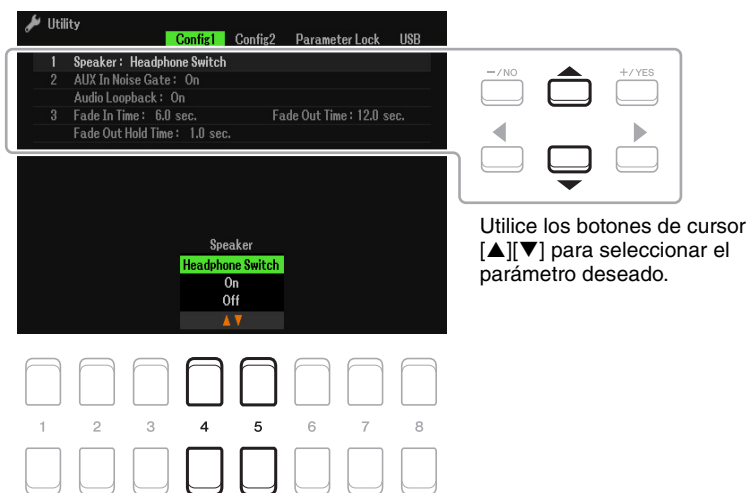 Utility
Config1 Config2 Parameter Lock USB
1 Speaker: Headphone Switch
2 AUX In Noise Gate: On
Audio Loopback: On
3 Fade In Time: 6.0 sec. Fade Out Time: 12.0 sec.
Fade Out Hold Time: 1.0 sec.
–/NO +/YES
Utilice los botones de cursor
[▲][▼] para seleccionar el
parámetro deseado.
Speaker
Headphone Switch
On
Off
1 2 3 4 5 6 7 8